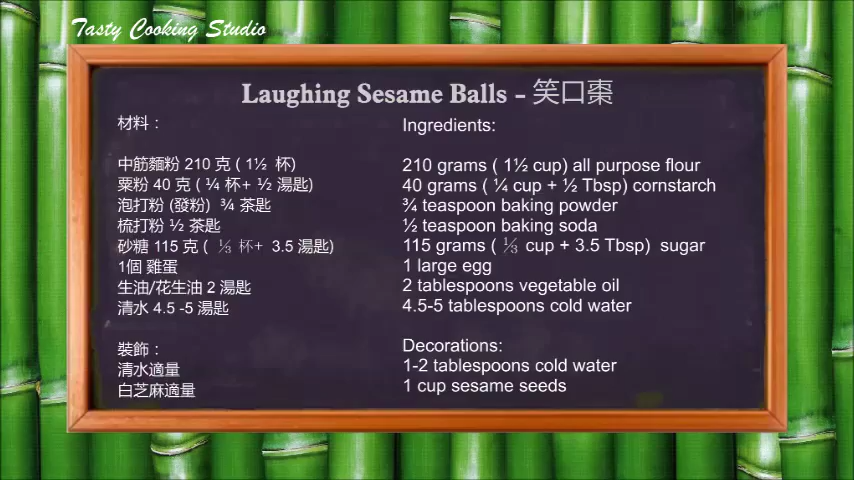 Tasty Cooking Studio
Laughing Sesame Balls - 笑口棗
材料：
中筋麵粉 210 克 ( 1½ 杯)
粟粉 40 克 ( ¼ 杯+ ½ 湯匙)
泡打粉 (發粉) ¾ 茶匙
梳打粉 ½ 茶匙
砂糖 115 克 ( ⅓ 杯+ 3.5 湯匙)
1個 雞蛋
生油/花生油 2 湯匙
清水 4.5 -5 湯匙
裝飾：
清水適量
白芝麻適量
Ingredients:
210 grams ( 1½ cup) all purpose flour
40 grams ( ¼ cup + ½ Tbsp) cornstarch
¾ teaspoon baking powder
½ teaspoon baking soda
115 grams ( ⅓ cup + 3.5 Tbsp) sugar
1 large egg
2 tablespoons vegetable oil
4.5-5 tablespoons cold water
Decorations:
1-2 tablespoons cold water
1 cup sesame seeds